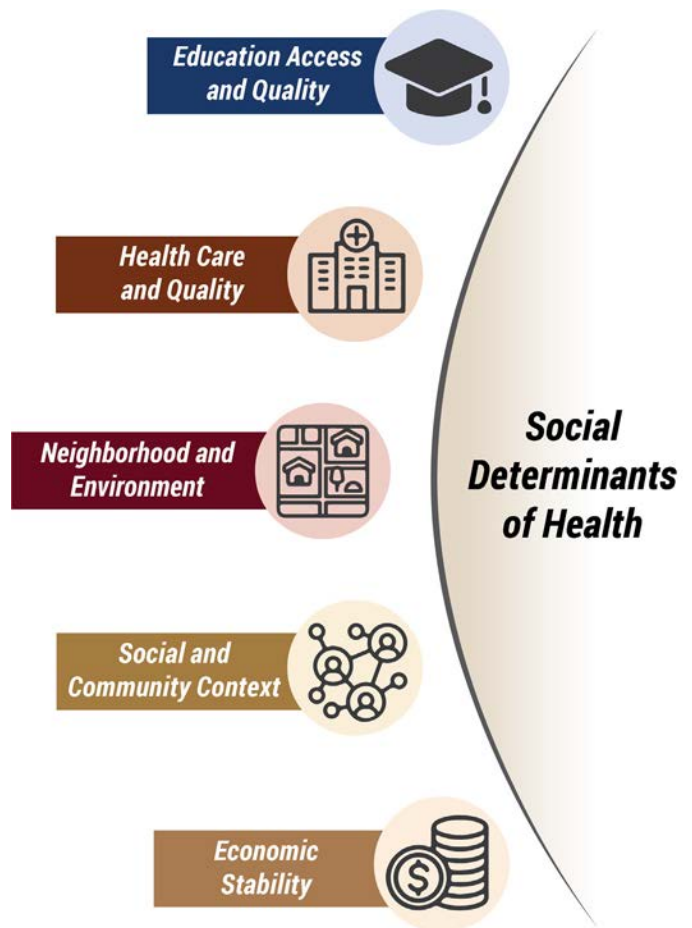 Education Access
and Quality
Health Care
and Quality
Neighborhood and
Environment
Social
Determinants
of Health
Social and
Community Context
Economic
Stability
$